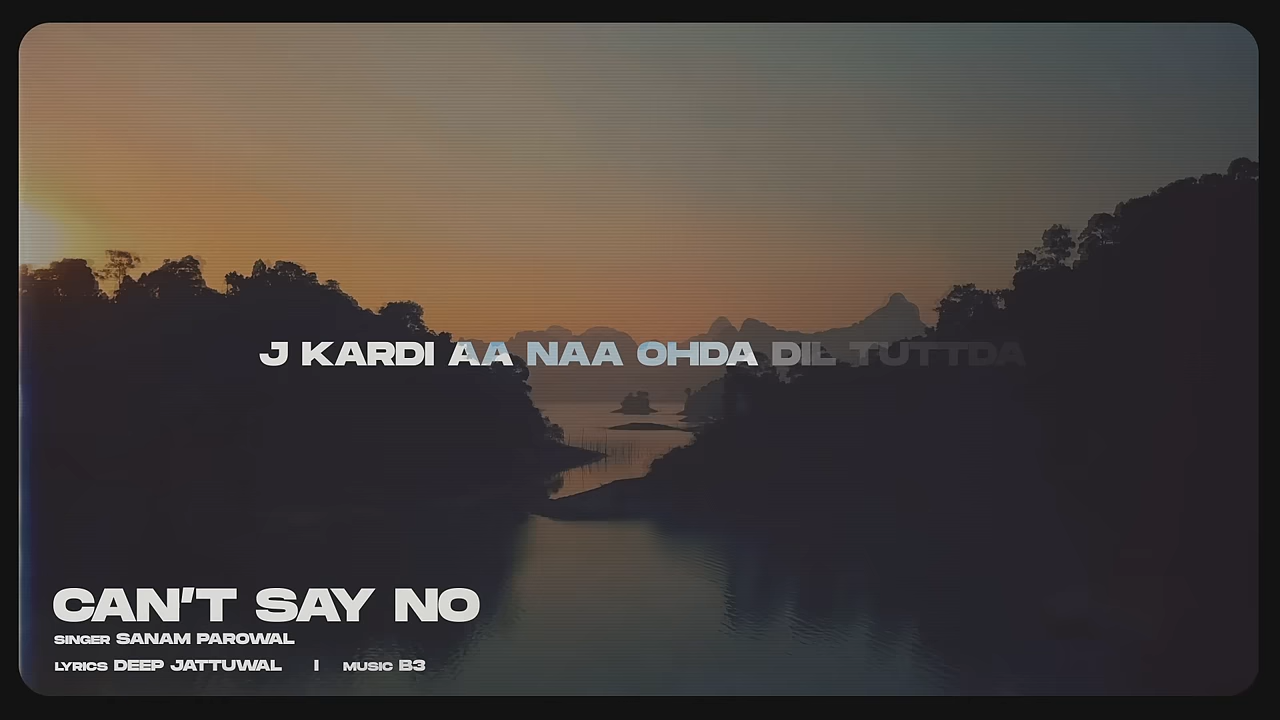 J KARDI AA NAA OHDA DIL TUTTDA
CAN'T SAY NO
SINGER SANAM PAROWAL
LYRICS DEEP JATTUWAL | MUSIC B3